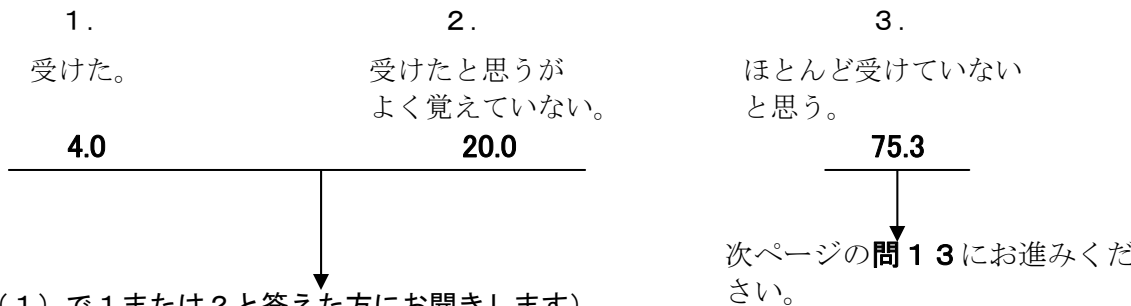 １. ２. ３.
受けた。 受けたと思うが ほとんど受けていない
よく覚えていない。 と思う。
4.0 20.0 75.3
次ページの問１３にお進みくだ
さい。
（１）で１または２と答えた方にお聞きします）